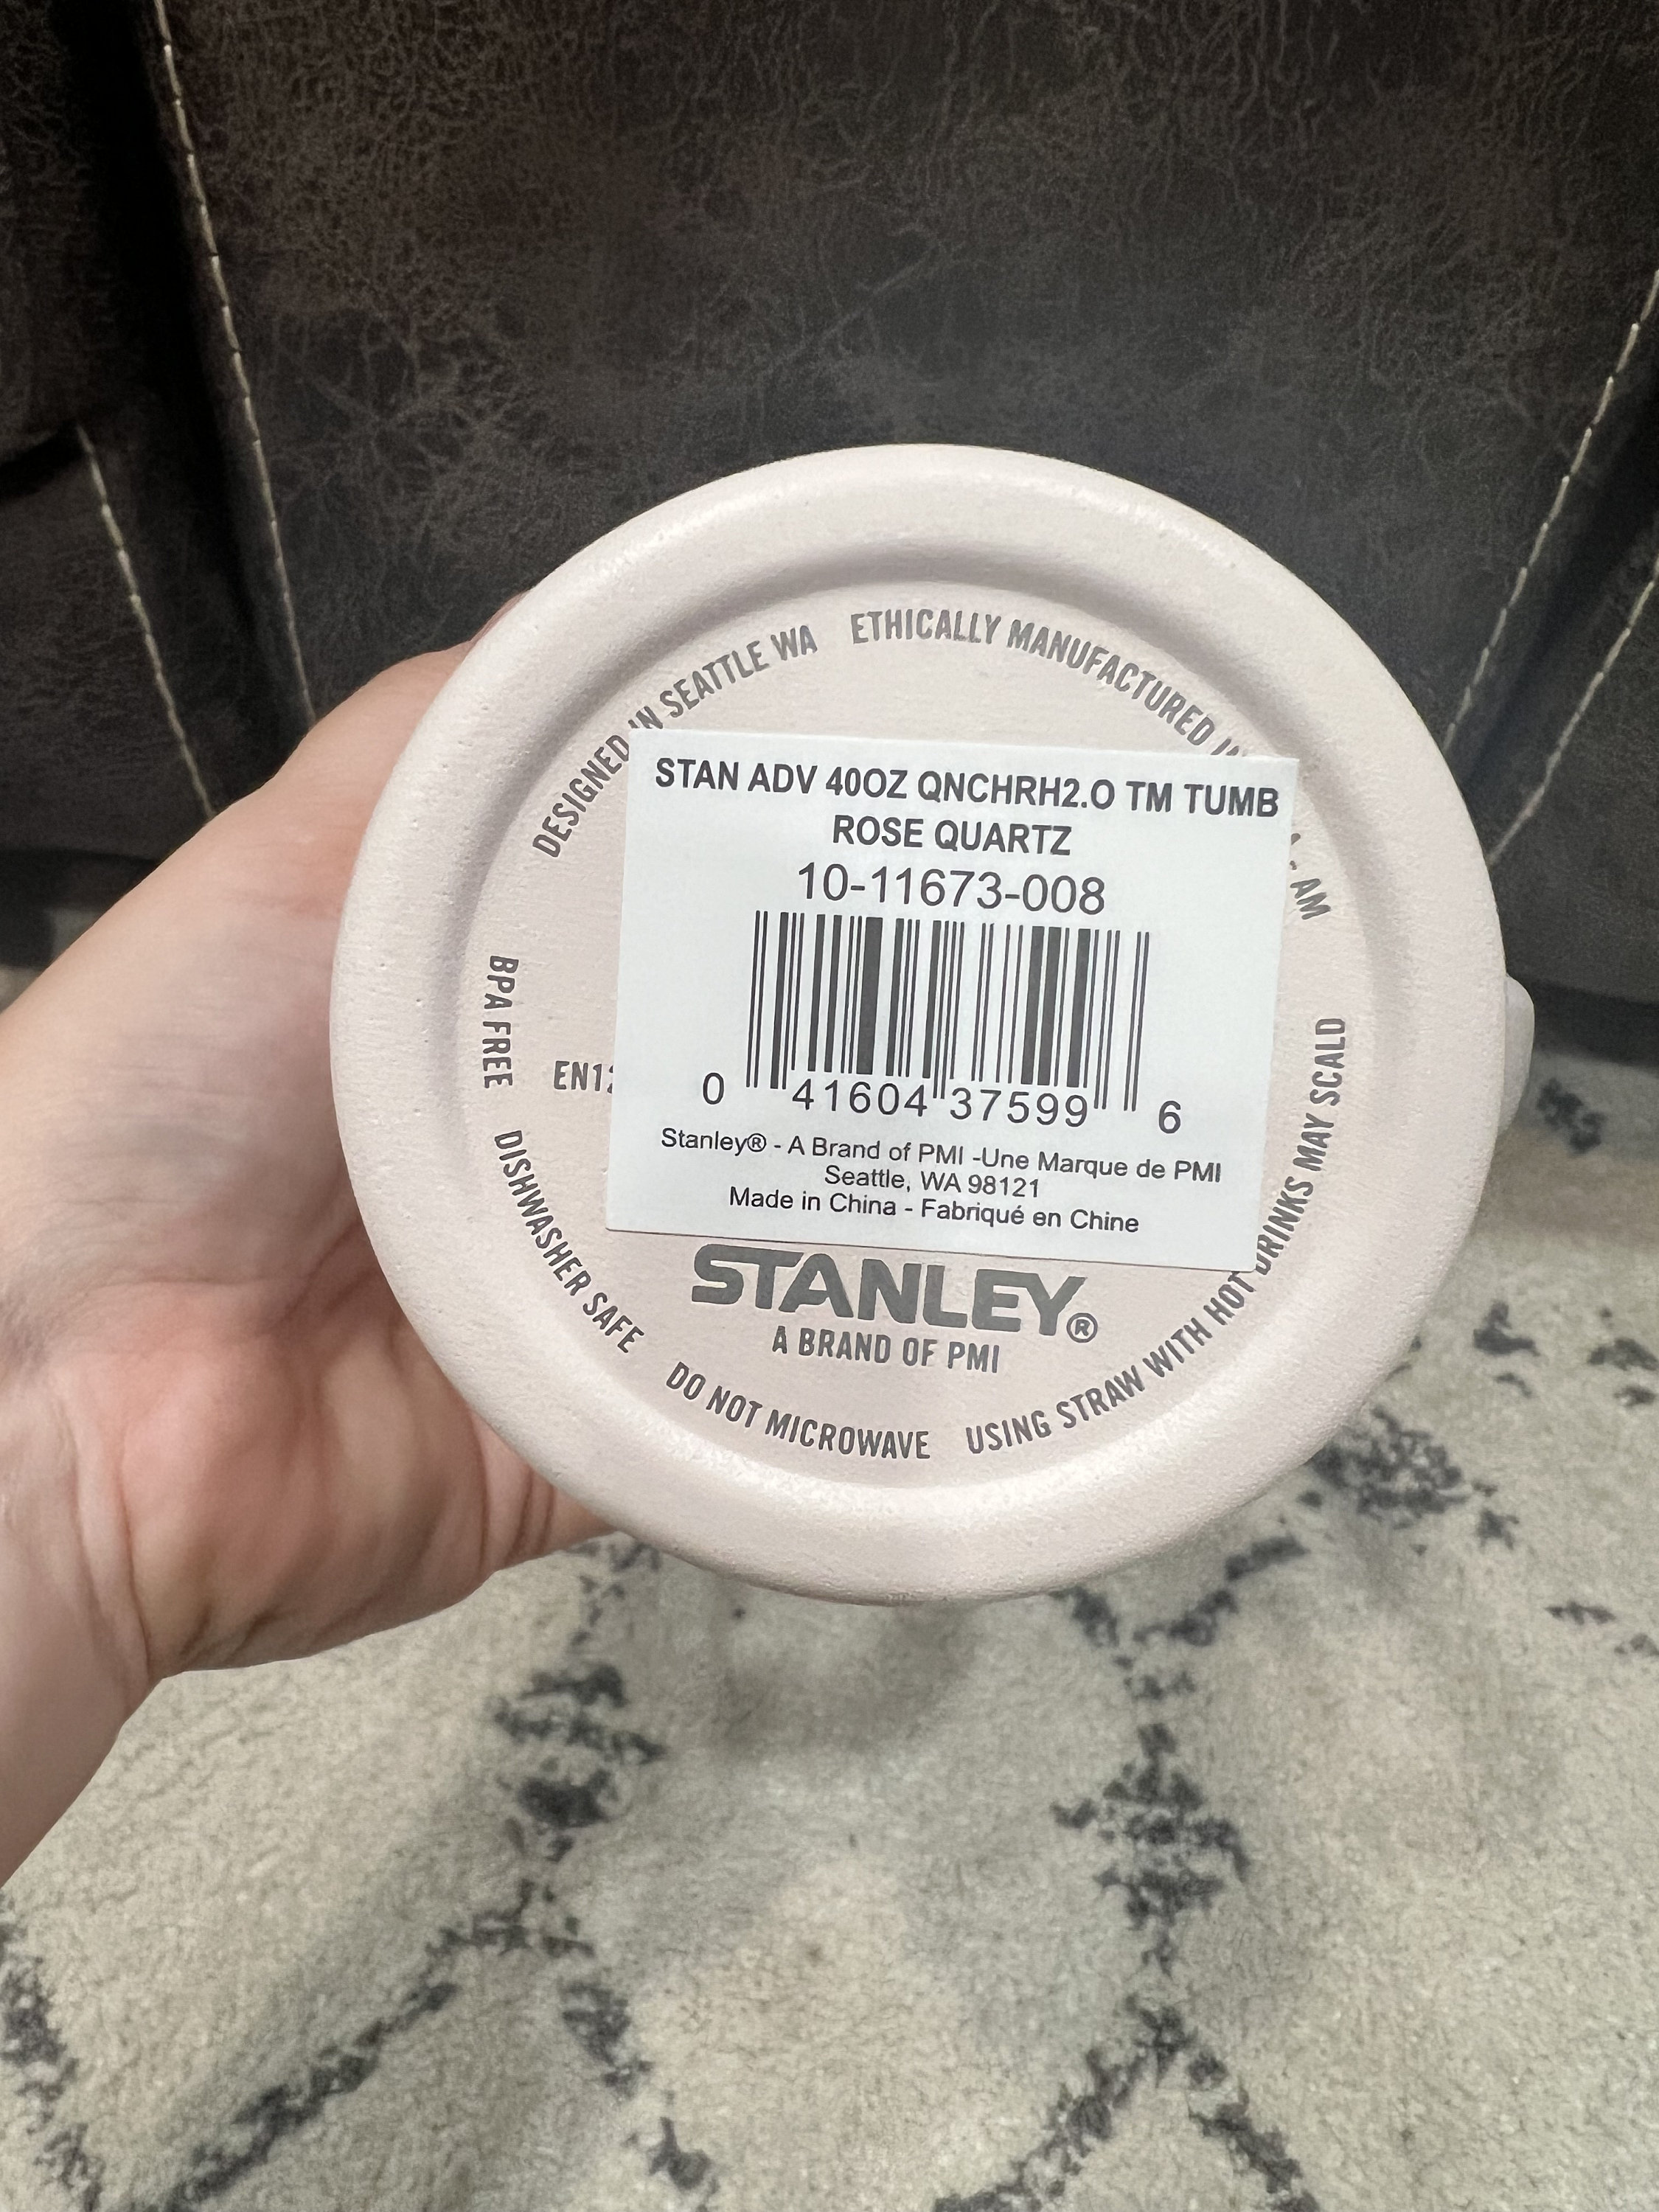 DESIGNED IN SEATTLE WA
ETHICALLY MANUFACTURED
AM
STAN ADV 40OZ QNCHRH2.O TM TUMB
ROSE QUARTZ
10-11673-008
0 41604 37599 6
Stanley® - A Brand of PMI -Une Marque de PMI
Seattle, WA 98121
Made in China - Fabriqué en Chine
BPA FREE
DISHWASHER SAFE
DO NOT MICROWAVE
USING STRAW WITH HOT DRINKS MAY SCALD
STANLEY®
A BRAND OF PMI